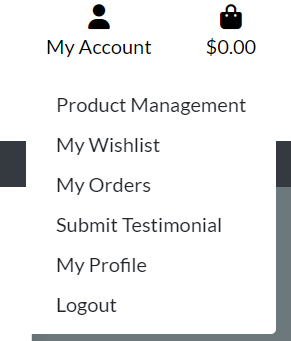 My Account $0.00
Product Management
My Wishlist
My Orders
Submit Testimonial
My Profile
Logout